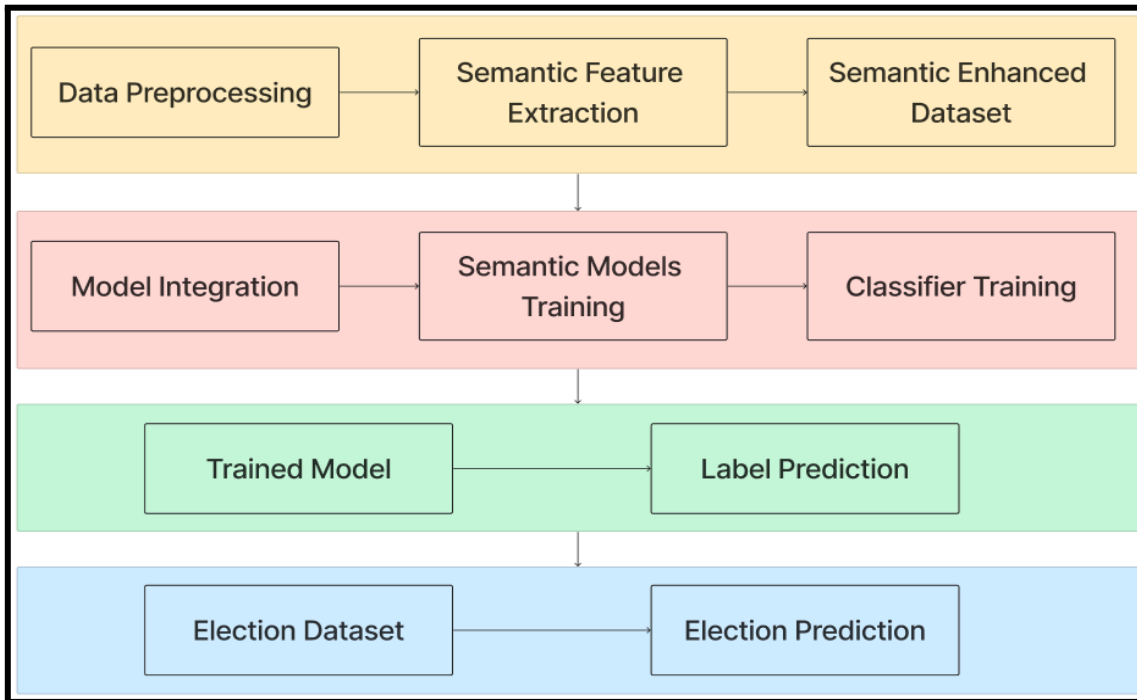 Data Preprocessing
Semantic Feature
Extraction
Semantic Enhanced
Dataset
Model Integration
Semantic Models
Training
Classifier Training
Trained Model
Label Prediction
Election Dataset
Election Prediction